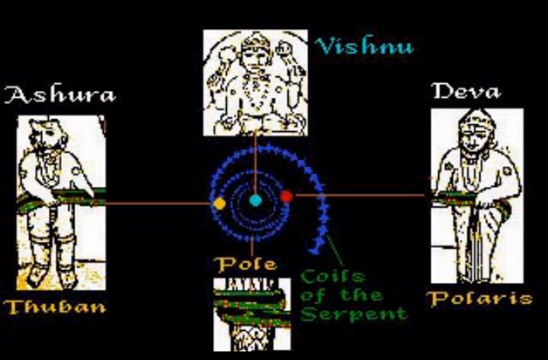 Vishnu
Ashura
Deva
Pole
Coils
of the
Serpent
Thuban
Polaris